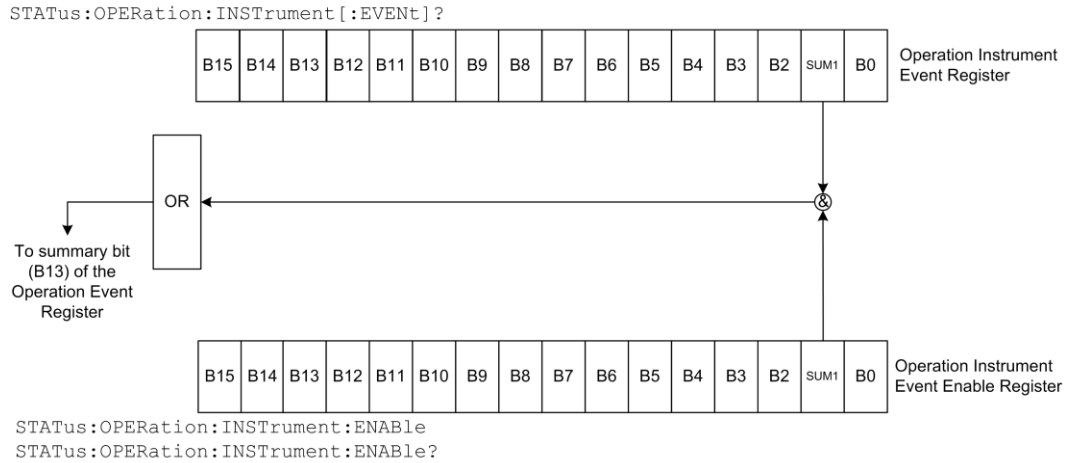 STATus:OPERation:INSTrument[:EVENt]?
B15 B14 B13 B12 B11 B10 B9 B8 B7 B6 B5 B4 B3 B2 SUM1 B0
Operation Instrument
Event Register
OR
&
To summary bit
(B13) of the
Operation Event
Register
B15 B14 B13 B12 B11 B10 B9 B8 B7 B6 B5 B4 B3 B2 SUM1 B0
Operation Instrument
Event Enable Register
STATus:OPERation:INSTrument:ENABle
STATus:OPERation:INSTrument:ENABle?